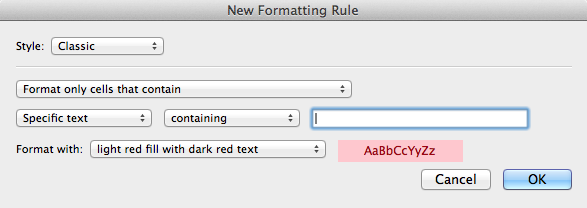 New Formatting Rule
Style: Classic
Format only cells that contain
Specific text containing
Format with: light red fill with dark red text AaBbCcYyZz
Cancel OK